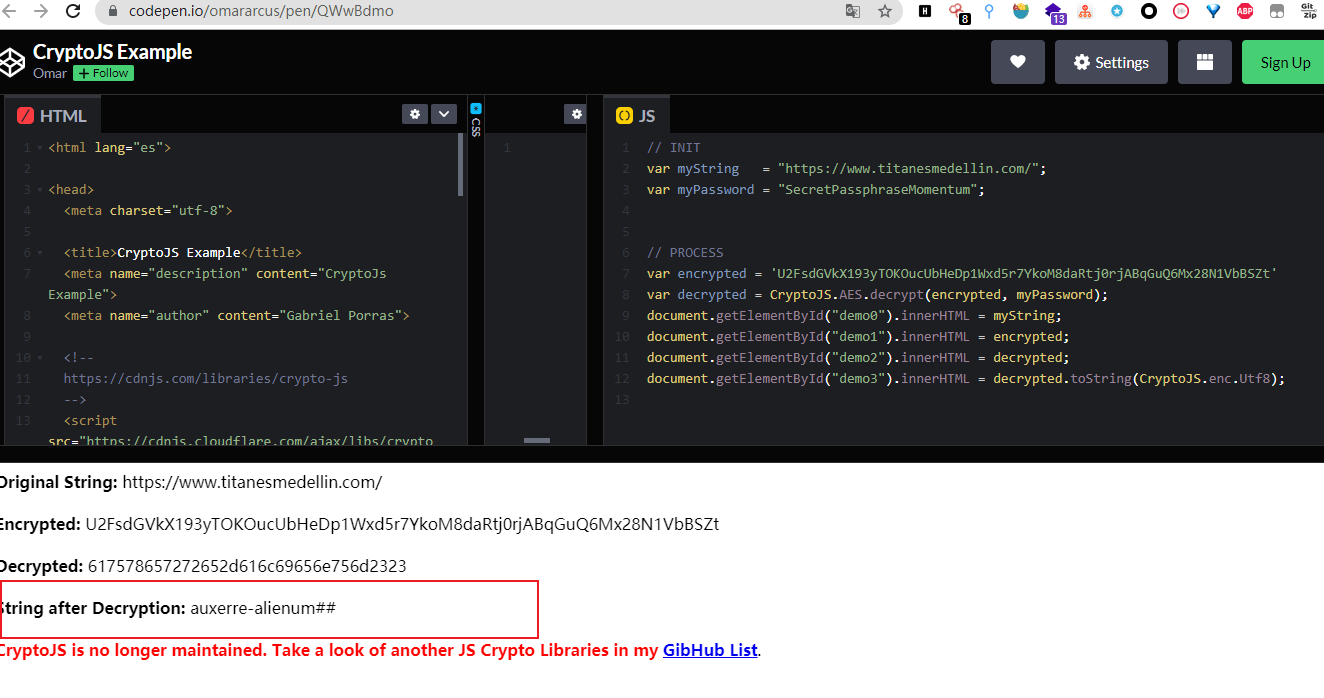 codepen.io/omararcus/pen/QWwBdmo
H
8
13
ABP
Git
Zip
CryptoJS Example
Omar + Follow
Settings
Sign Up
HTML
CSS
JS
1 <html lang="es">
2
3 <head>
4 <meta charset="utf-8">
5
6 <title>CryptoJS Example</title>
7 <meta name="description" content="CryptoJs
Example">
8 <meta name="author" content="Gabriel Porras">
9
10 <!--
11 https://cdnjs.com/libraries/crypto-js
12 -->
13 <script
src="https://cdnjs.cloudflare.com/ajax/libs/crypto
1
1 // INIT
2 var myString = "https://www.titanesmedellin.com/";
3 var myPassword = "SecretPassphraseMomentum";
4
5
6 // PROCESS
7 var encrypted = 'U2FsdGVkX193yTOKOucUbHeDp1Wxd5r7YkoM8daRtj0rjABqGuQ6Mx28N1VbBSZt'
8 var decrypted = CryptoJS.AES.decrypt(encrypted, myPassword);
9 document.getElementById("demo0").innerHTML = myString;
10 document.getElementById("demo1").innerHTML = encrypted;
11 document.getElementById("demo2").innerHTML = decrypted;
12 document.getElementById("demo3").innerHTML = decrypted.toString(CryptoJS.enc.Utf8);
13
Original String: https://www.titanesmedellin.com/
Encrypted: U2FsdGVkX193yTOKOucUbHeDp1Wxd5r7YkoM8daRtj0rjABqGuQ6Mx28N1VbBSZt
Decrypted: 617578657272652d616c69656e756d2323
String after Decryption: auxerre-alienum##
CryptoJS is no longer maintained. Take a look of another JS Crypto Libraries in my GibHub List.